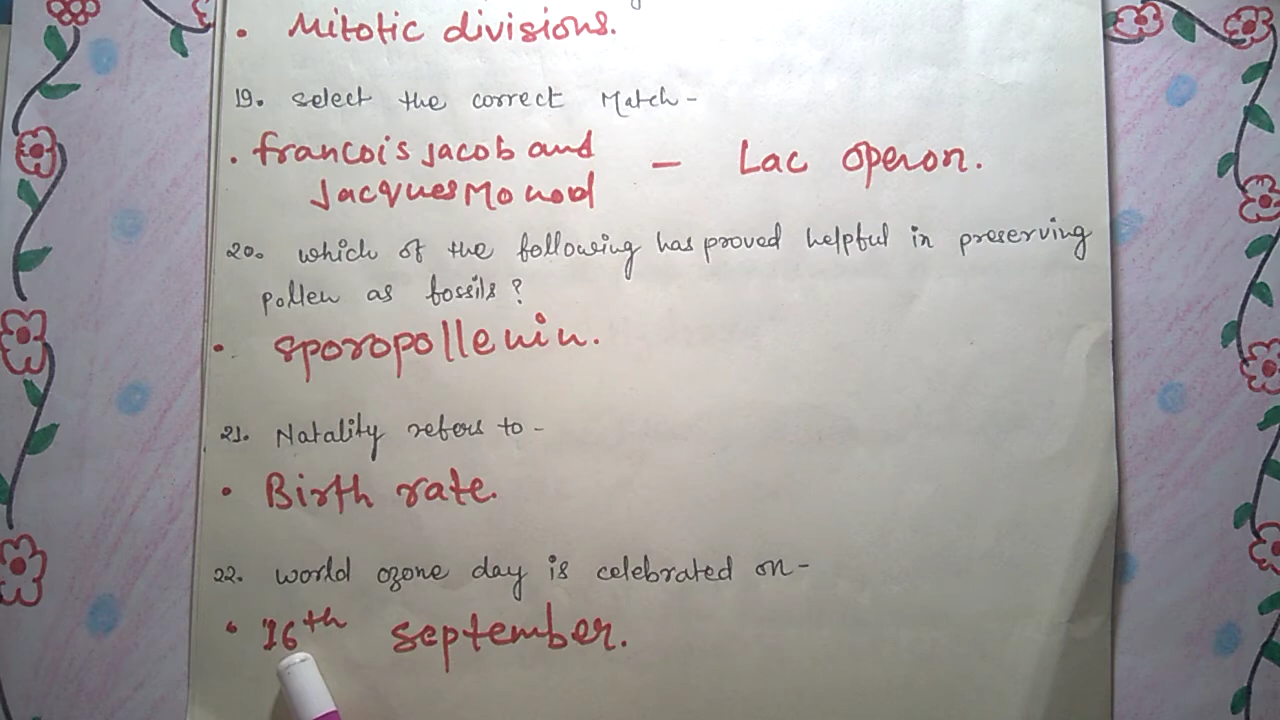 • Mitotic divisions.
19. select the correct Match -
• francois Jacob and Jacques Monod – Lac operon.
20. which of the following has proved helpful in preserving
pollen as fossils?
• sporopollenin.
21. Natality refers to -
• Birth rate.
22. world ozone day is celebrated on -
• 16th september.